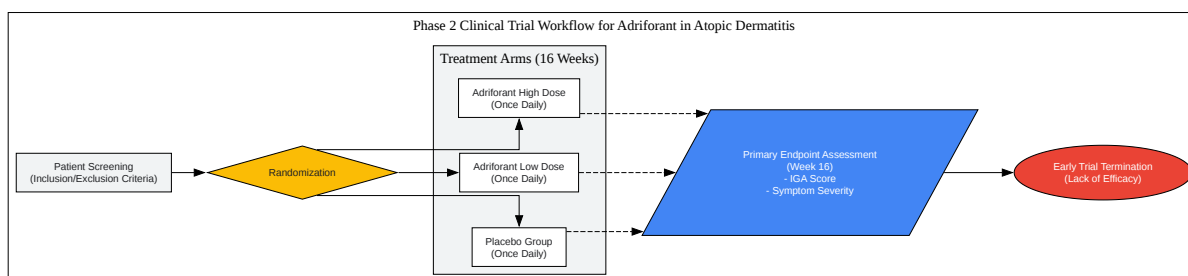 Phase 2 Clinical Trial Workflow for Adriforant in Atopic Dermatitis
Treatment Arms (16 Weeks)
Adriforant High Dose
(Once Daily)
Patient Screening
(Inclusion/Exclusion Criteria)
Randomization
Adriforant Low Dose
(Once Daily)
Placebo Group
(Once Daily)
Primary Endpoint Assessment
(Week 16)
- IGA Score
- Symptom Severity
Early Trial Termination
(Lack of Efficacy)